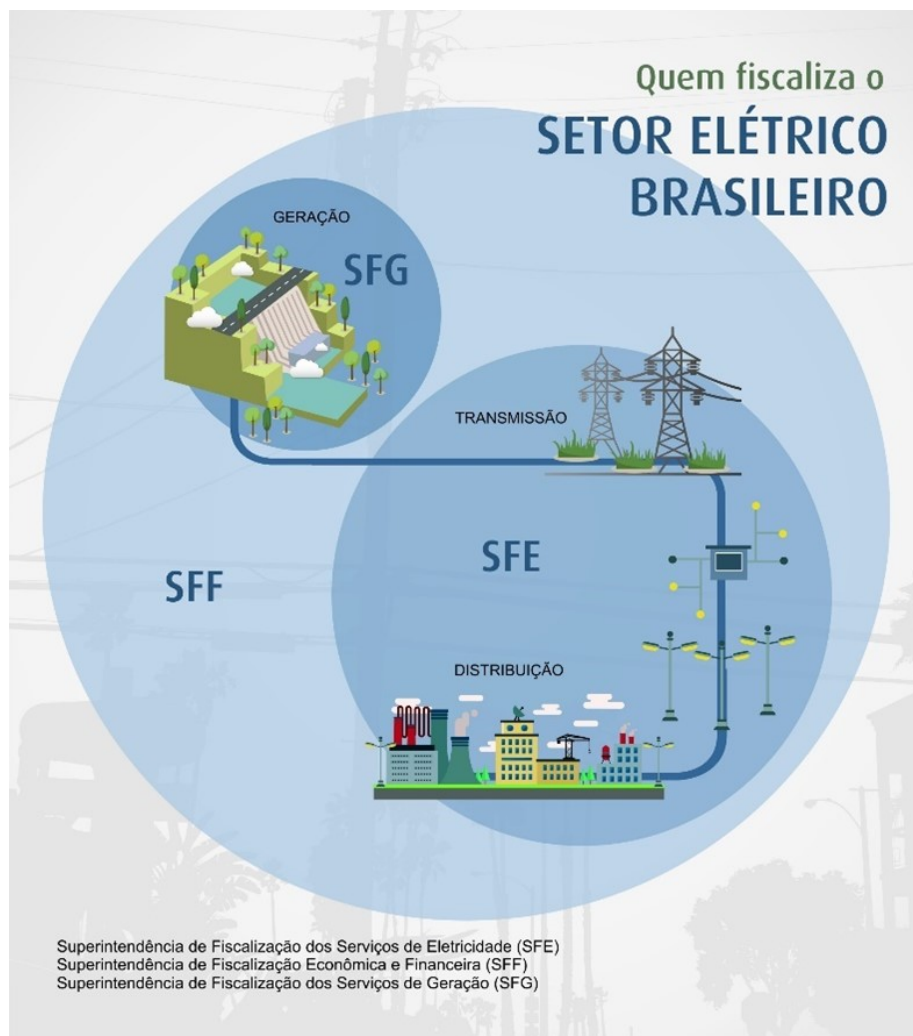 Quem fiscaliza o
SETOR ELÉTRICO
BRASILEIRO
GERAÇÃO
SFG
TRANSMISSÃO
SFE
SFF
DISTRIBUIÇÃO
Superintendência de Fiscalização dos Serviços de Eletricidade (SFE)
Superintendência de Fiscalização Econômica e Financeira (SFF)
Superintendência de Fiscalização dos Serviços de Geração (SFG)